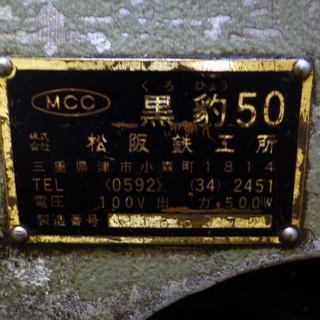 MCC
くろ ひょう
黒豹50
株式会社 松阪鉄工所
三重県津市小森町1814
TEL (0592) (34) 2451
電圧 100V 出 力 500W
製造番号